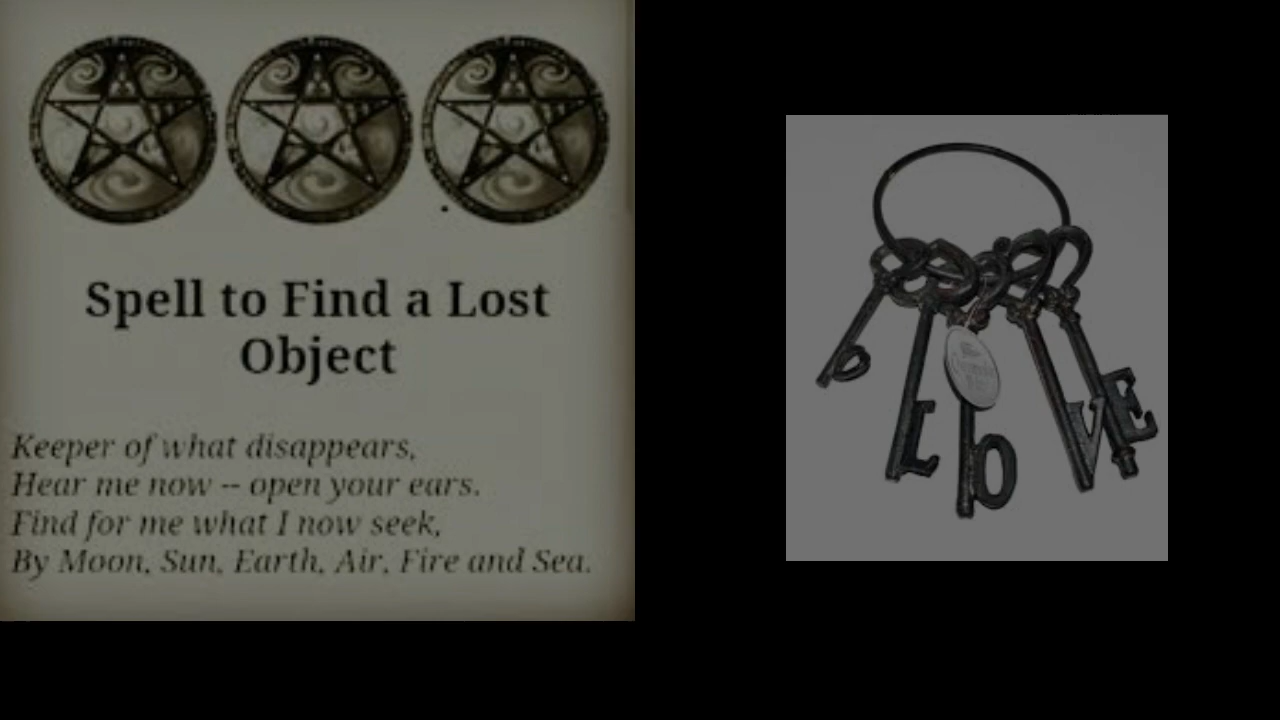 Spell to Find a Lost
Object
Keeper of what disappears,
Hear me now -- open your ears.
Find for me what I now seek,
By Moon, Sun, Earth, Air, Fire and Sea.
L O V E